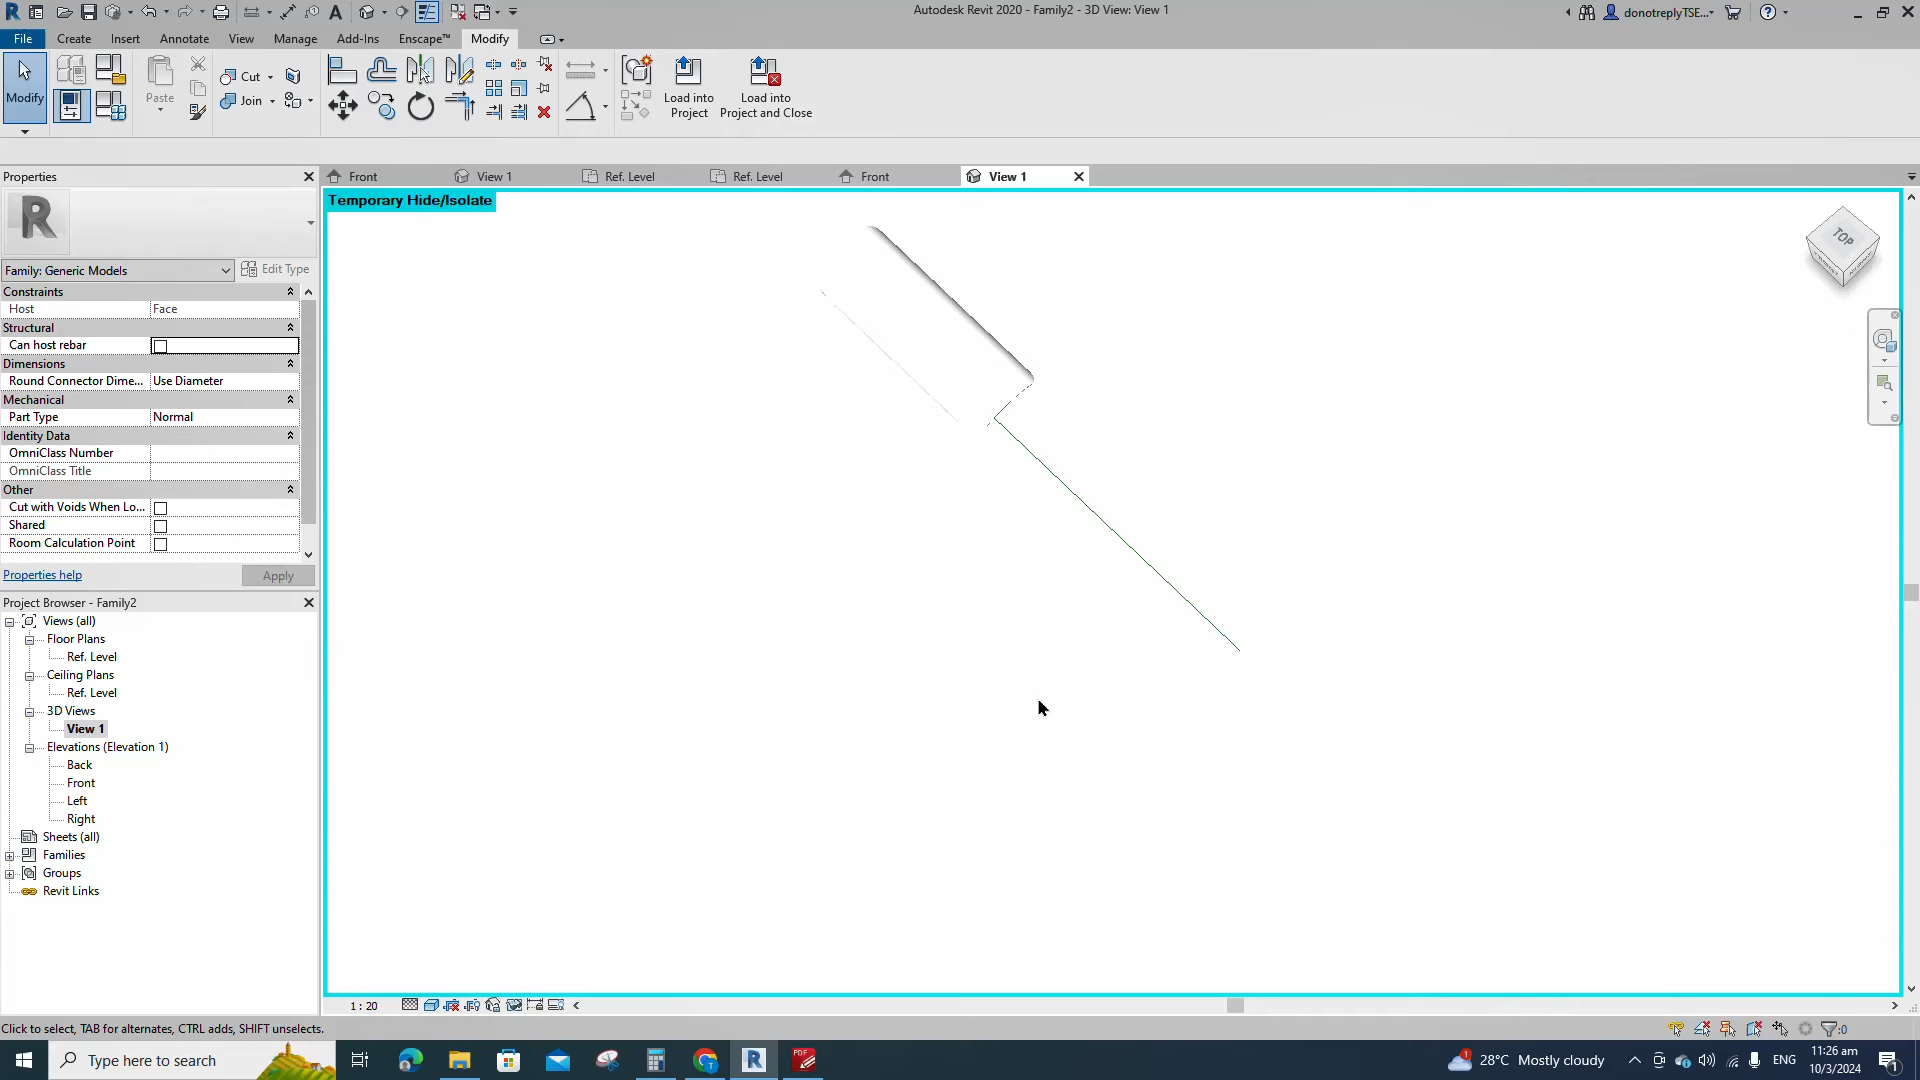 Autodesk Revit 2020 - Family2 - 3D View: View 1
donotreplyTSE...
File Create Insert Annotate View Manage Add-Ins Enscape™ Modify
Modify
Paste
Cut
Join
Load into
Project
Load into
Project and Close
Properties
Front
View 1
Ref. Level
Ref. Level
Front
View 1
Temporary Hide/Isolate
TOP
Family: Generic Models
Edit Type
Constraints
Host Face
Structural
Can host rebar
Dimensions
Round Connector Dime... Use Diameter
Mechanical
Part Type Normal
Identity Data
OmniClass Number
OmniClass Title
Other
Cut with Voids When Lo...
Shared
Room Calculation Point
Properties help
Apply
Project Browser - Family2
Views (all)
Floor Plans
Ref. Level
Ceiling Plans
Ref. Level
3D Views
View 1
Elevations (Elevation 1)
Back
Front
Left
Right
Sheets (all)
Families
Groups
Revit Links
1 : 20
Click to select, TAB for alternates, CTRL adds, SHIFT unselects.
:0
Type here to search
28°C Mostly cloudy
ENG
11:26 am
10/3/2024